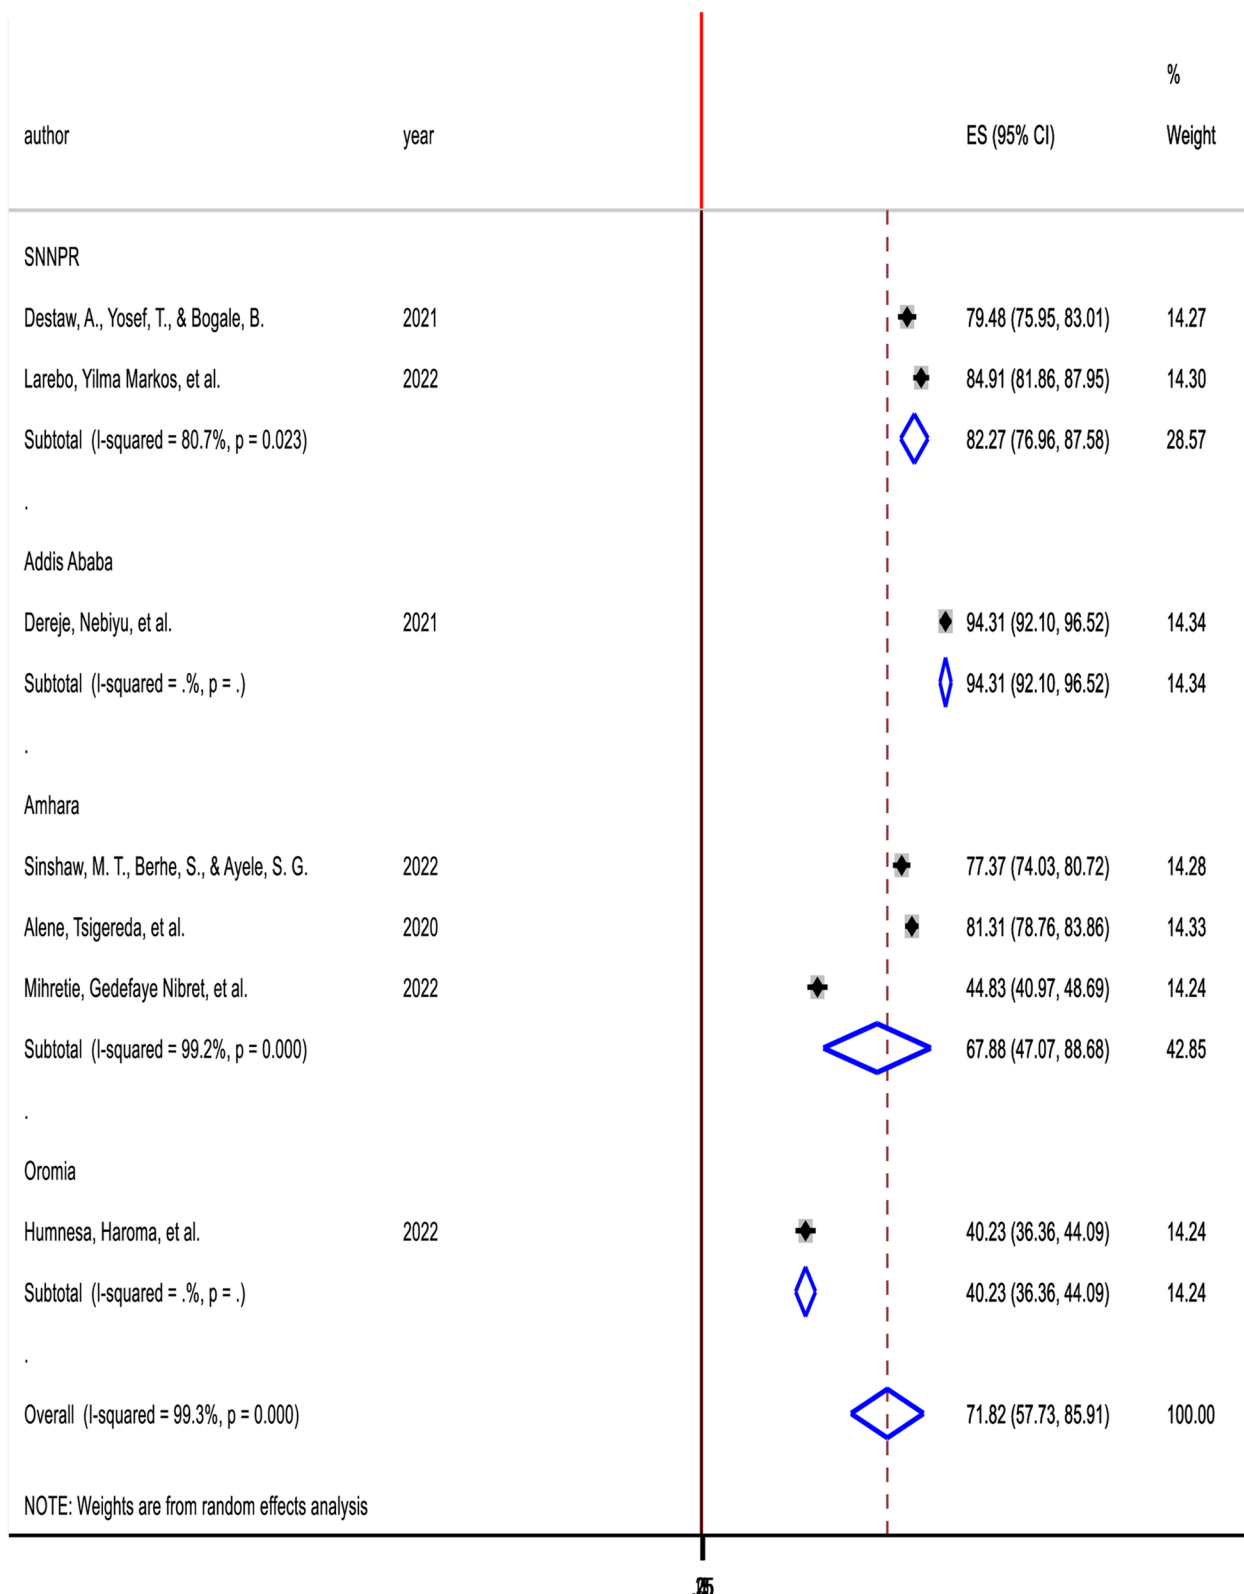 %
author year ES (95% CI) Weight
SNNPR
Destaw, A., Yosef, T., & Bogale, B. 2021 79.48 (75.95, 83.01) 14.27
Larebo, Yilma Markos, et al. 2022 84.91 (81.86, 87.95) 14.30
Subtotal (I-squared = 80.7%, p = 0.023) 82.27 (76.96, 87.58) 28.57
.
Addis Ababa
Dereje, Nebiyu, et al. 2021 94.31 (92.10, 96.52) 14.34
Subtotal (I-squared = .%, p = .) 94.31 (92.10, 96.52) 14.34
.
Amhara
Sinshaw, M. T., Berhe, S., & Ayele, S. G. 2022 77.37 (74.03, 80.72) 14.28
Alene, Tsigereda, et al. 2020 81.31 (78.76, 83.86) 14.33
Mihretie, Gedefaye Nibret, et al. 2022 44.83 (40.97, 48.69) 14.24
Subtotal (I-squared = 99.2%, p = 0.000) 67.88 (47.07, 88.68) 42.85
.
Oromia
Humnesa, Haroma, et al. 2022 40.23 (36.36, 44.09) 14.24
Subtotal (I-squared = .%, p = .) 40.23 (36.36, 44.09) 14.24
.
Overall (I-squared = 99.3%, p = 0.000) 71.82 (57.73, 85.91) 100.00
NOTE: Weights are from random effects analysis